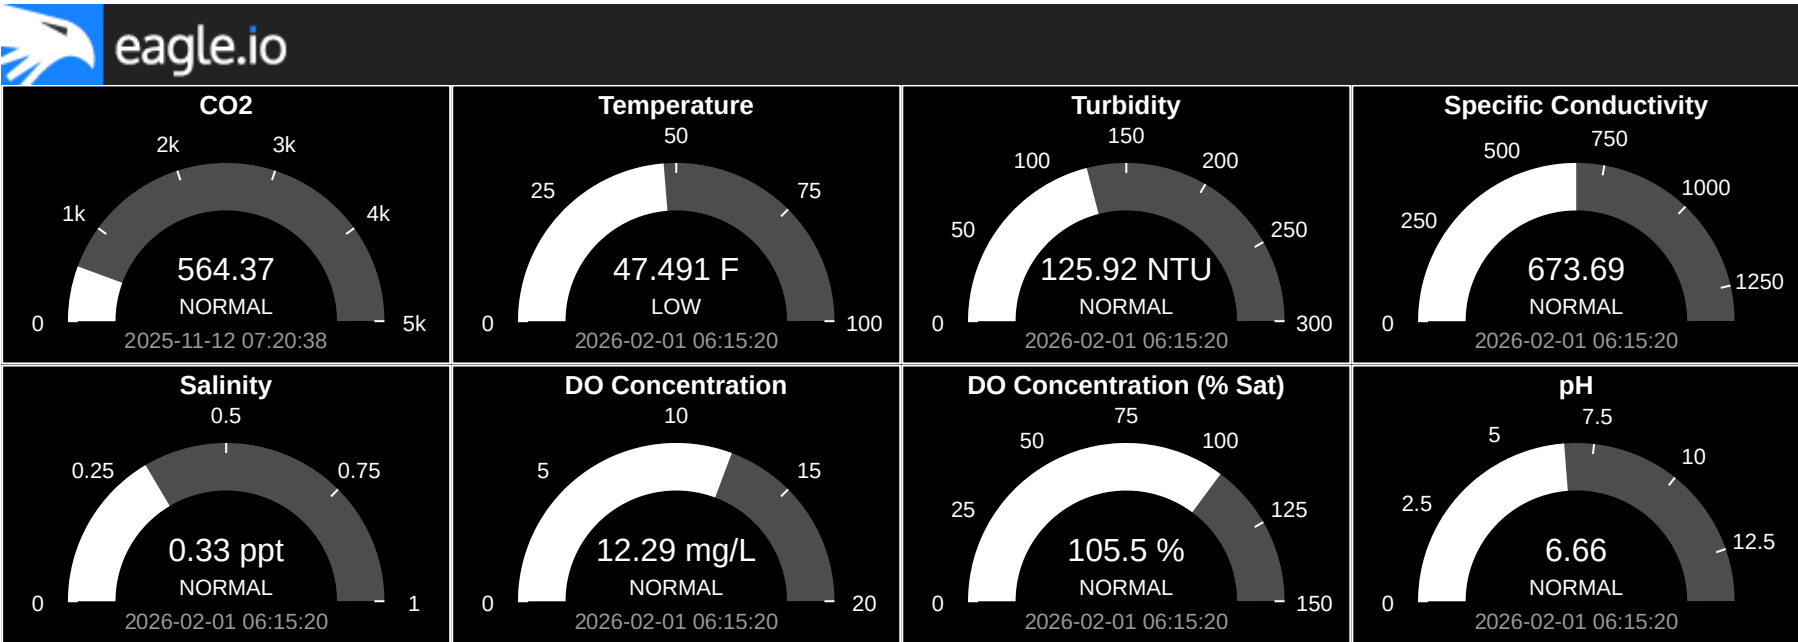 eagle.io
CO2
2k
3k
1k
4k
564.37
NORMAL
0
5k
2025-11-12 07:20:38
Temperature
50
25
75
47.491 F
LOW
0
100
2026-02-01 06:15:20
Turbidity
150
100
200
50
250
125.92 NTU
NORMAL
0
300
2026-02-01 06:15:20
Specific Conductivity
750
500
1000
250
673.69
1250
NORMAL
0
2026-02-01 06:15:20
Salinity
0.5
0.25
0.75
0.33 ppt
NORMAL
0
1
2026-02-01 06:15:20
DO Concentration
10
5
15
12.29 mg/L
NORMAL
0
20
2026-02-01 06:15:20
DO Concentration (% Sat)
75
50
100
25
125
105.5 %
NORMAL
0
150
2026-02-01 06:15:20
pH
7.5
5
10
2.5
12.5
6.66
NORMAL
0
2026-02-01 06:15:20